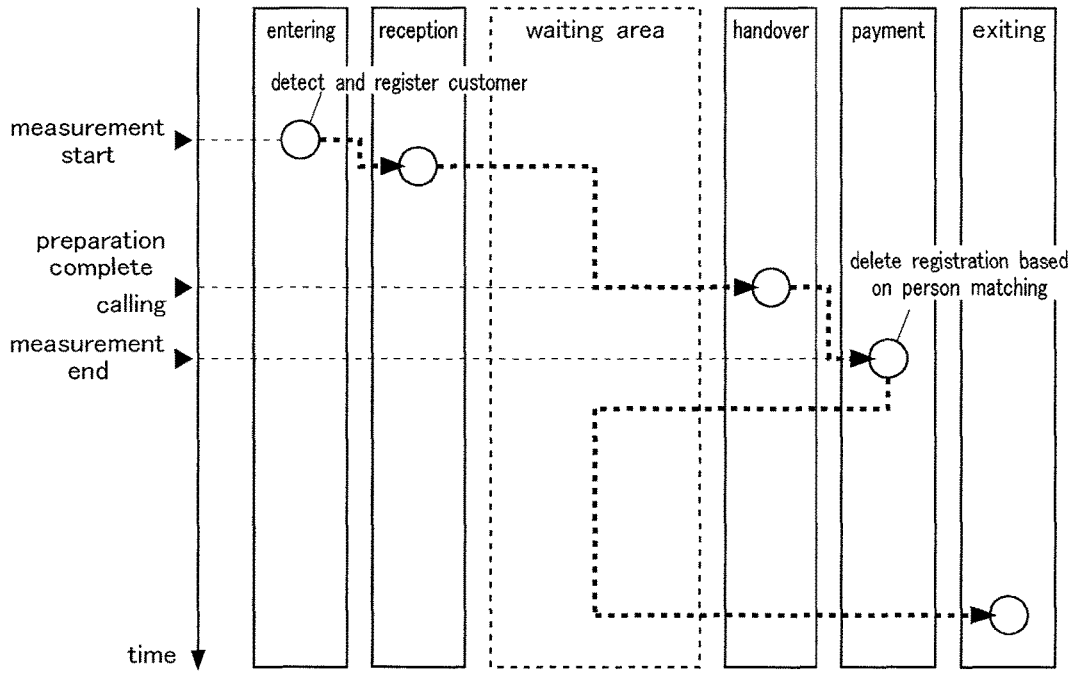 entering
reception
waiting area
handover
payment
exiting
detect and register customer
measurement
start
preparation
complete
calling
delete registration based
on person matching
measurement
end
time